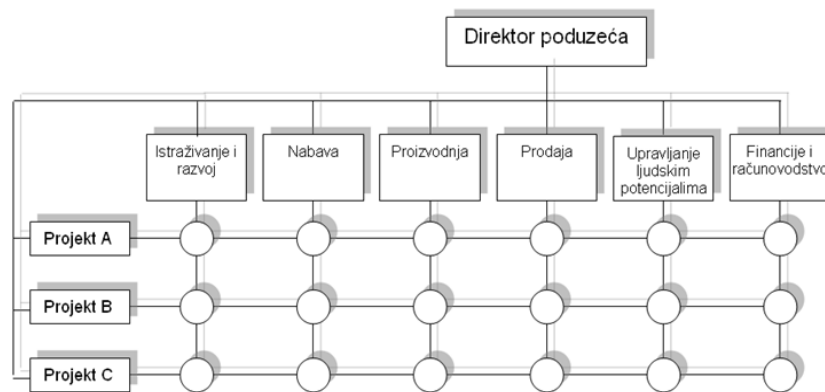 Direktor poduzeća
Istraživanje i
razvoj
Nabava
Proizvodnja
Prodaja
Upravljanje
ljudskim
potencijalima
Financije i
računovodstvo
Projekt A
Projekt B
Projekt C